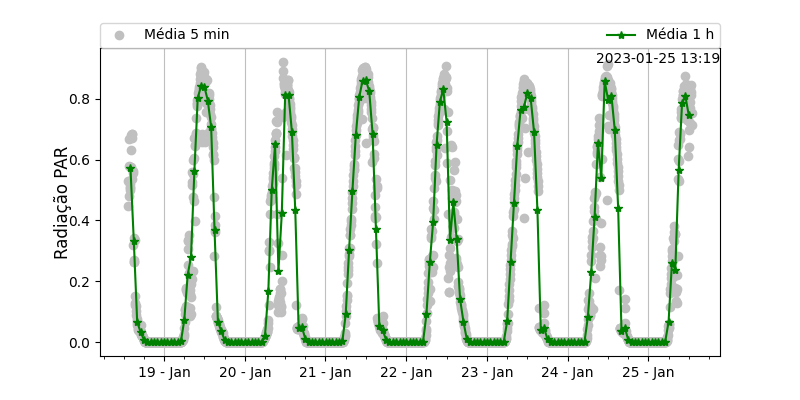 Média 5 min
Média 1 h
2023-01-25 13:19
Radiação PAR
0.8
0.6
0.4
0.2
0.0
19 - Jan
20 - Jan
21 - Jan
22 - Jan
23 - Jan
24 - Jan
25 - Jan